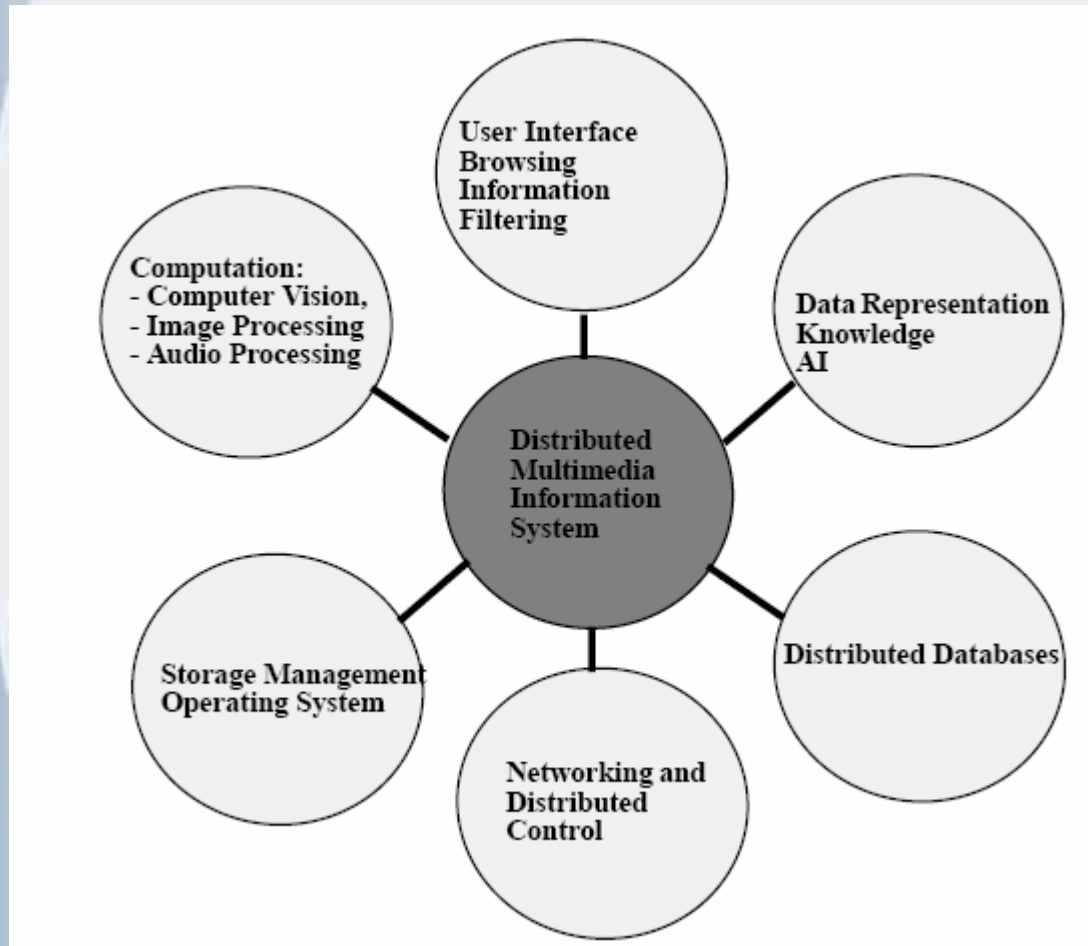 User Interface
Browsing
Information
Filtering
Computation:
- Computer Vision,
- Image Processing
- Audio Processing
Data Representation
Knowledge
AI
Distributed
Multimedia
Information
System
Storage Management
Operating System
Distributed Databases
Networking and
Distributed
Control